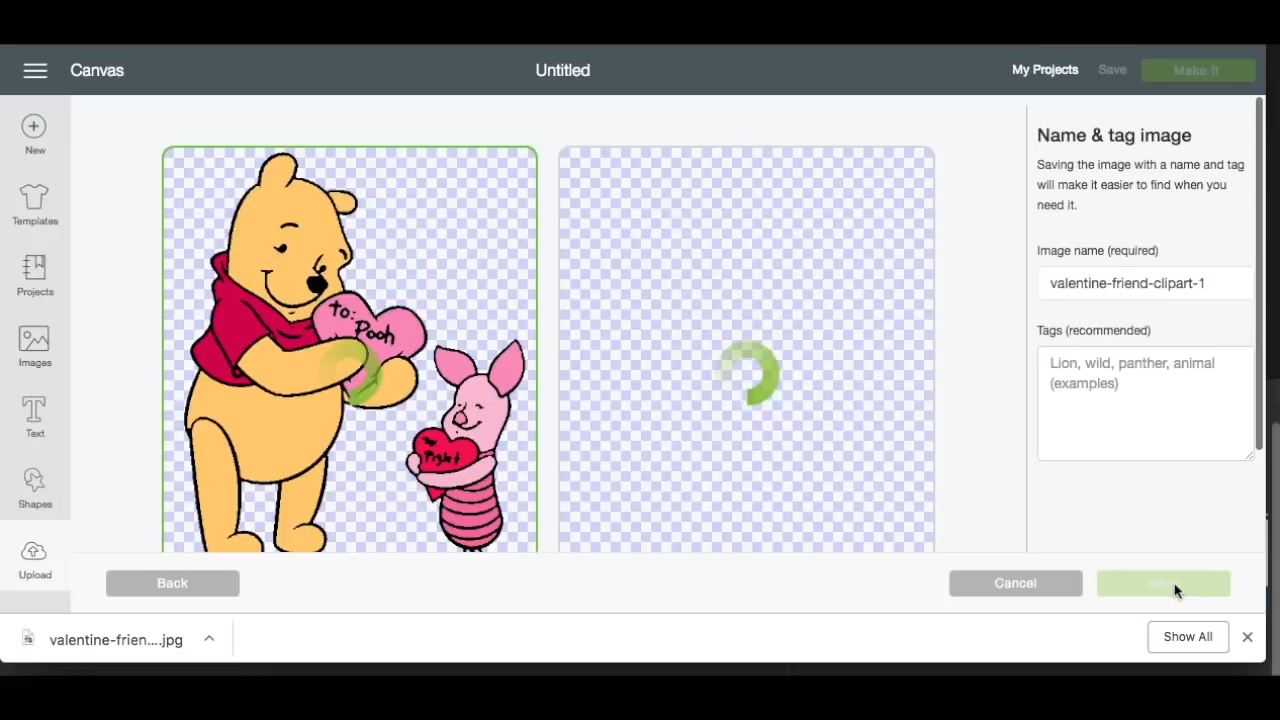 Canvas
Untitled
My Projects
Save
Make It
New
Templates
Projects
Images
Text
Shapes
Upload
to:
Pooh
Piglet
Name & tag image
Saving the image with a name and tag
will make it easier to find when you
need it.
Image name (required)
valentine-friend-clipart-1
Tags (recommended)
Lion, wild, panther, animal
(examples)
Back
Cancel
valentine-frien....jpg
Show All